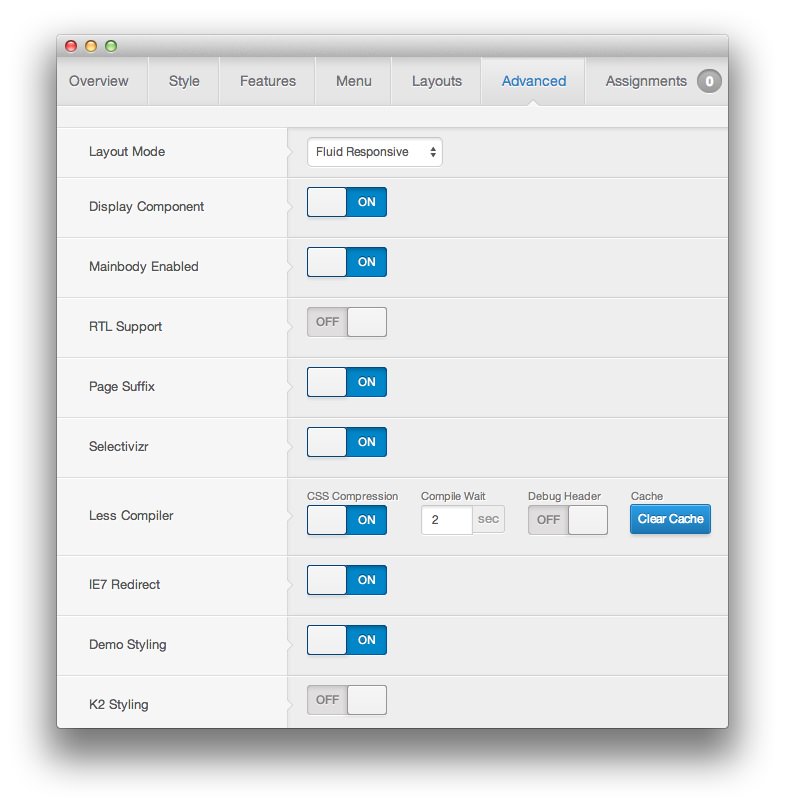 Overview Style Features Menu Layouts Advanced Assignments 0
Layout Mode Fluid Responsive
Display Component ON
Mainbody Enabled ON
RTL Support OFF
Page Suffix ON
Selectivizr ON
CSS Compression Compile Wait Debug Header Cache
Less Compiler ON 2 sec OFF Clear Cache
IE7 Redirect ON
Demo Styling ON
K2 Styling OFF